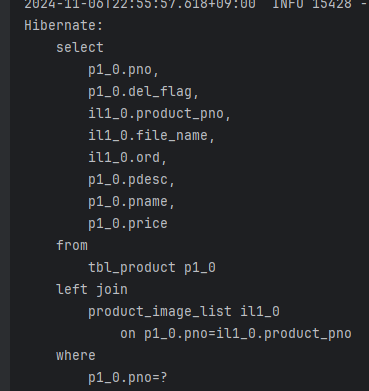 2024-11-06T22:55:57.618+09:00  INFO 15428 -
Hibernate:
    select
        p1_0.pno,
        p1_0.del_flag,
        il1_0.product_pno,
        il1_0.file_name,
        il1_0.ord,
        p1_0.pdesc,
        p1_0.pname,
        p1_0.price
    from
        tbl_product p1_0
    left join
        product_image_list il1_0
            on p1_0.pno=il1_0.product_pno
    where
        p1_0.pno=?